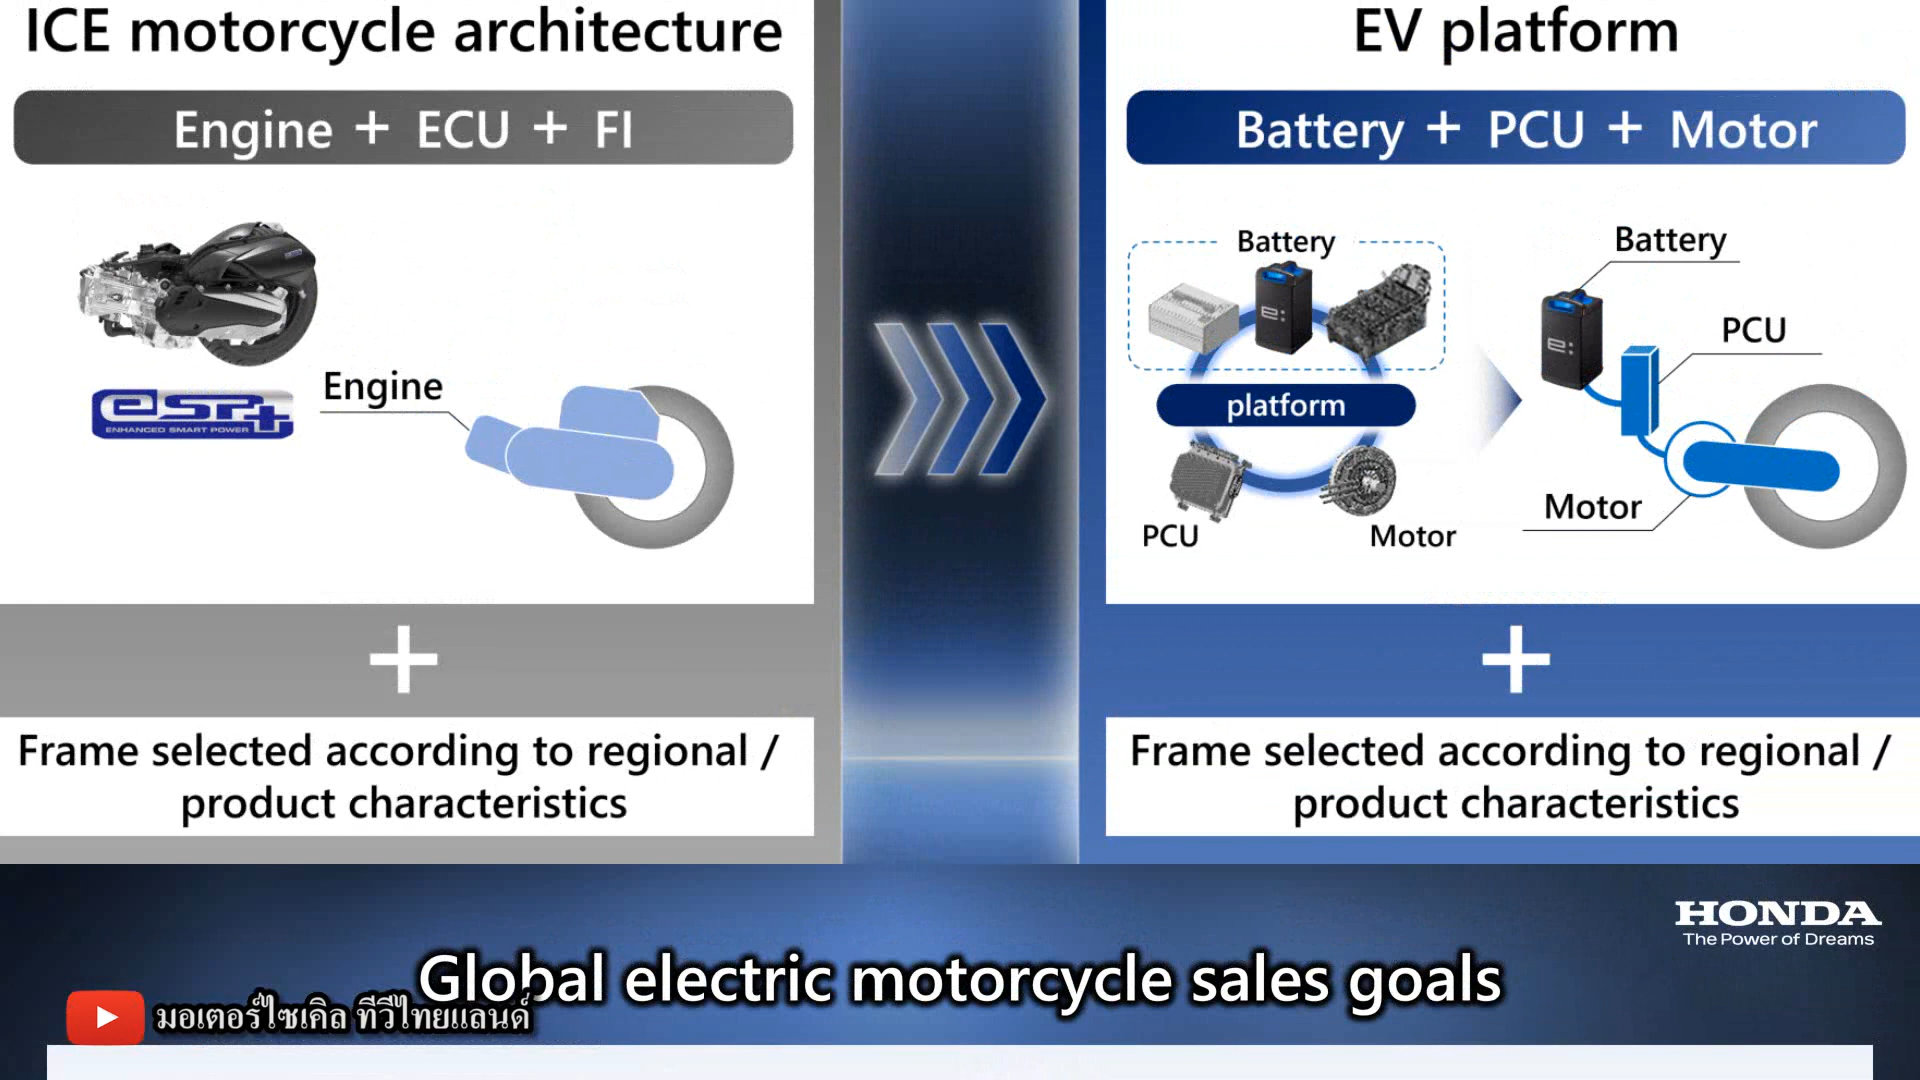 ICE motorcycle architecture
Engine + ECU + FI
eSP+
ENHANCED SMART POWER
Engine
+
Frame selected according to regional /
product characteristics
EV platform
Battery + PCU + Motor
Battery
e:
platform
PCU
Motor
Battery
e:
PCU
Motor
+
Frame selected according to regional /
product characteristics
HONDA
The Power of Dreams
Global electric motorcycle sales goals
มอเตอร์ไซเคิล ทีวีไทยแลนด์